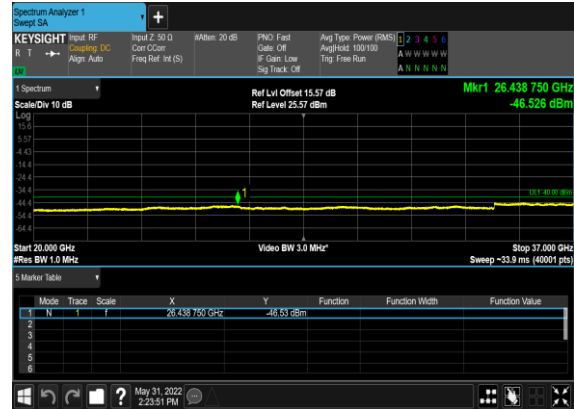 Spectrum Analyzer 1
Swept SA
+
KEYSIGHT
R T
Input: RF
Coupling: DC
Align: Auto
Input Z: 50 Ω
Corr CCorr
Freq Ref: Int (S)
#Atten: 20 dB
PNO: Fast
Gate: Off
IF Gain: Low
Sig Track: Off
Avg Type: Power (RMS)
Avg|Hold: 100/100
Trig: Free Run
1 2 3 4 5 6
A W W W W W
A N N N N N
1 Spectrum
Scale/Div 10 dB
Ref Lvl Offset 15.57 dB
Ref Level 25.57 dBm
Mkr1 26.438 750 GHz
-46.526 dBm
Log
15.6
5.57
-4.43
-14.4
-24.4
-34.4
-44.4
-54.4
-64.4
1
DL1 -40.00 dBm
Start 20.000 GHz
#Res BW 1.0 MHz
Video BW 3.0 MHz*
Stop 37.000 GHz
Sweep ~33.9 ms (40001 pts)
5 Marker Table
Mode Trace Scale X Y Function Function Width Function Value
1 N 1 f 26.438 750 GHz -46.53 dBm
2
3
4
5
6
?
May 31, 2022
2:23:51 PM